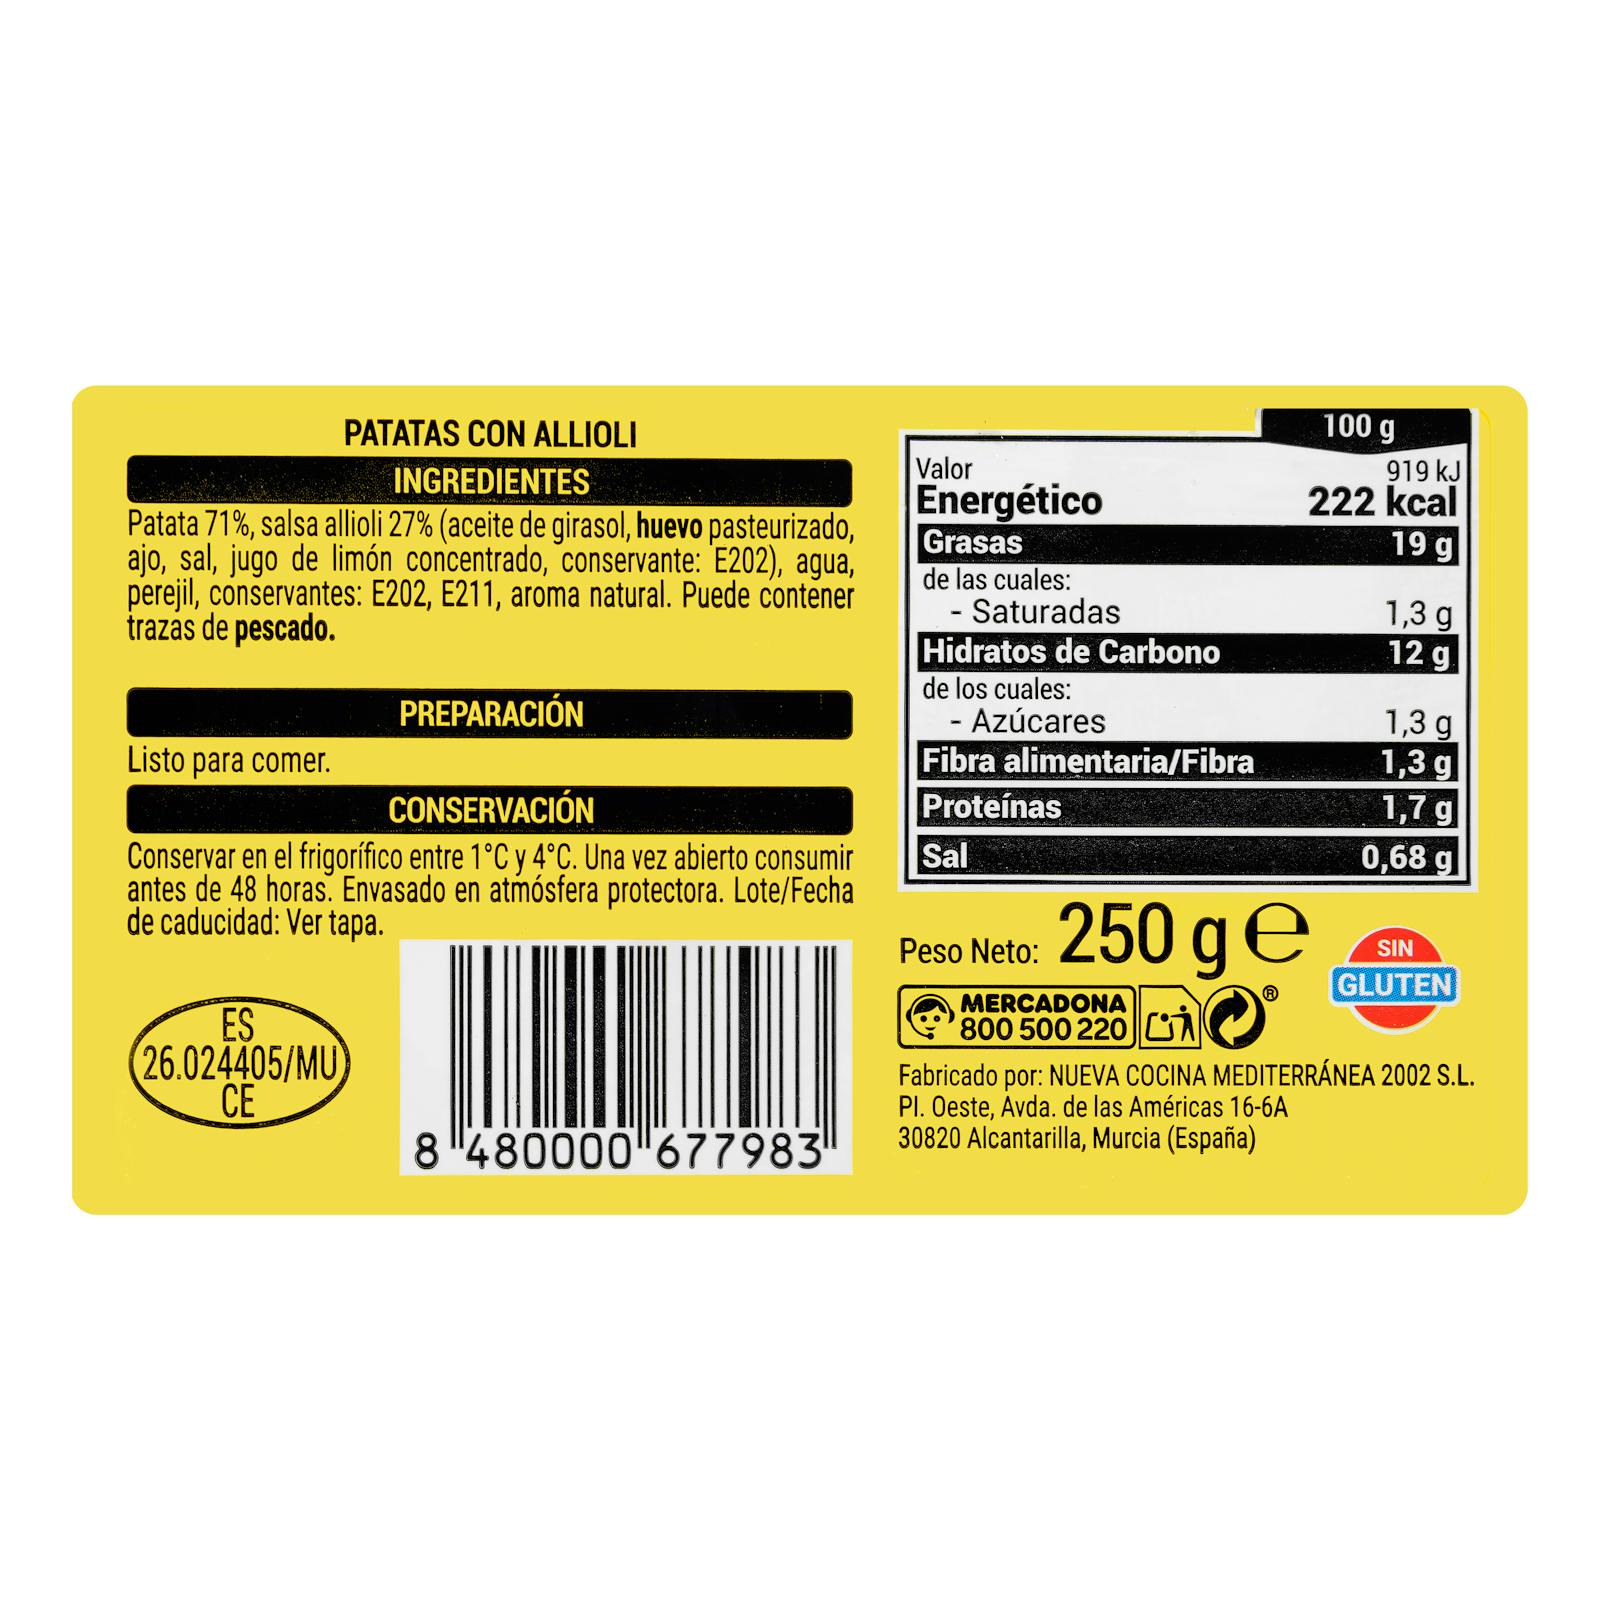 PATATAS CON ALLIOLI
INGREDIENTES
Patata 71%, salsa allioli 27% (aceite de girasol, huevo pasteurizado,
ajo, sal, jugo de limón concentrado, conservante: E202), agua,
perejil, conservantes: E202, E211, aroma natural. Puede contener
trazas de pescado.
PREPARACIÓN
Listo para comer.
CONSERVACIÓN
Conservar en el frigorífico entre 1°C y 4°C. Una vez abierto consumir
antes de 48 horas. Envasado en atmósfera protectora. Lote/Fecha
de caducidad: Ver tapa.
ES
26.024405/MU
CE
8 480000 677983
100 g
Valor 919 kJ
Energético 222 kcal
Grasas 19 g
de las cuales:
- Saturadas 1,3 g
Hidratos de Carbono 12 g
de los cuales:
- Azúcares 1,3 g
Fibra alimentaria/Fibra 1,3 g
Proteínas 1,7 g
Sal 0,68 g
Peso Neto: 250 g ℮
SIN
GLUTEN
MERCADONA
800 500 220
®
Fabricado por: NUEVA COCINA MEDITERRÁNEA 2002 S.L.
Pl. Oeste, Avda. de las Américas 16-6A
30820 Alcantarilla, Murcia (España)